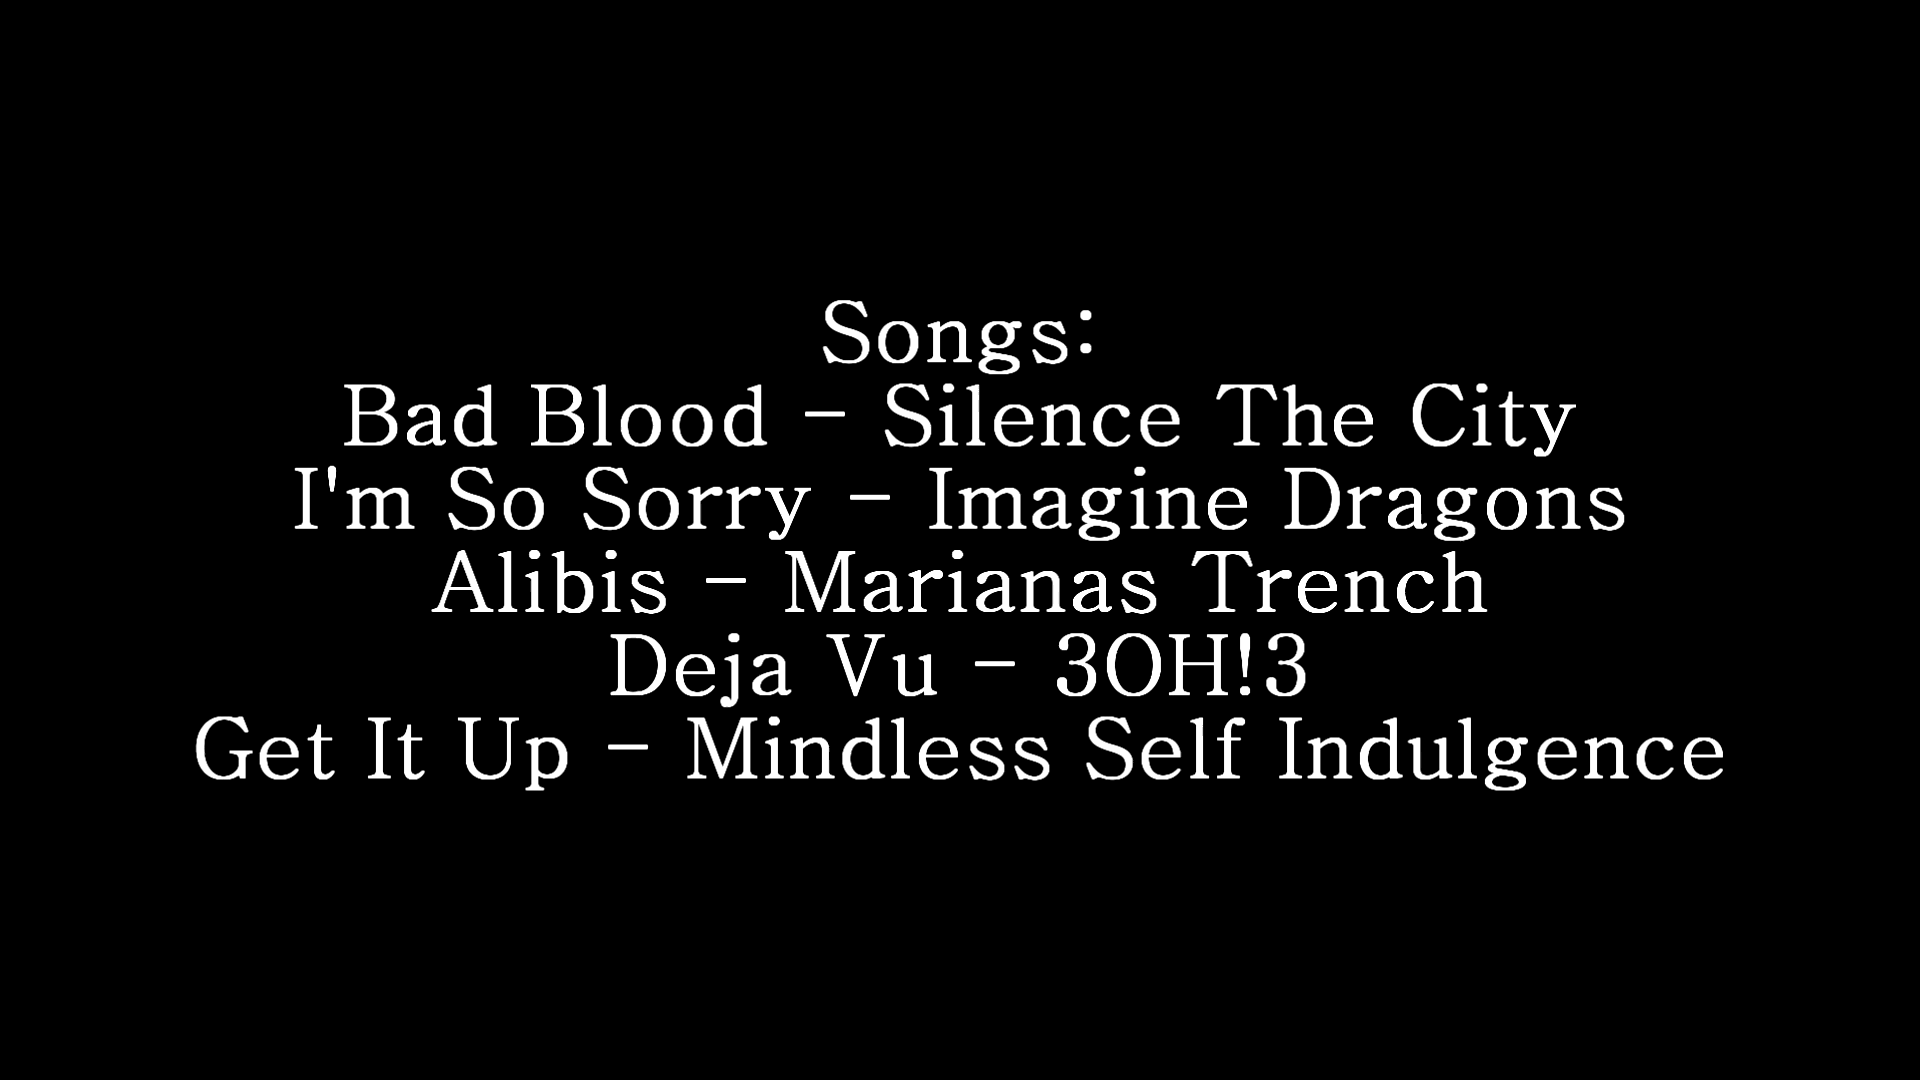 Songs:
Bad Blood - Silence The City
I'm So Sorry - Imagine Dragons
Alibis - Marianas Trench
Deja Vu - 3OH!3
Get It Up - Mindless Self Indulgence